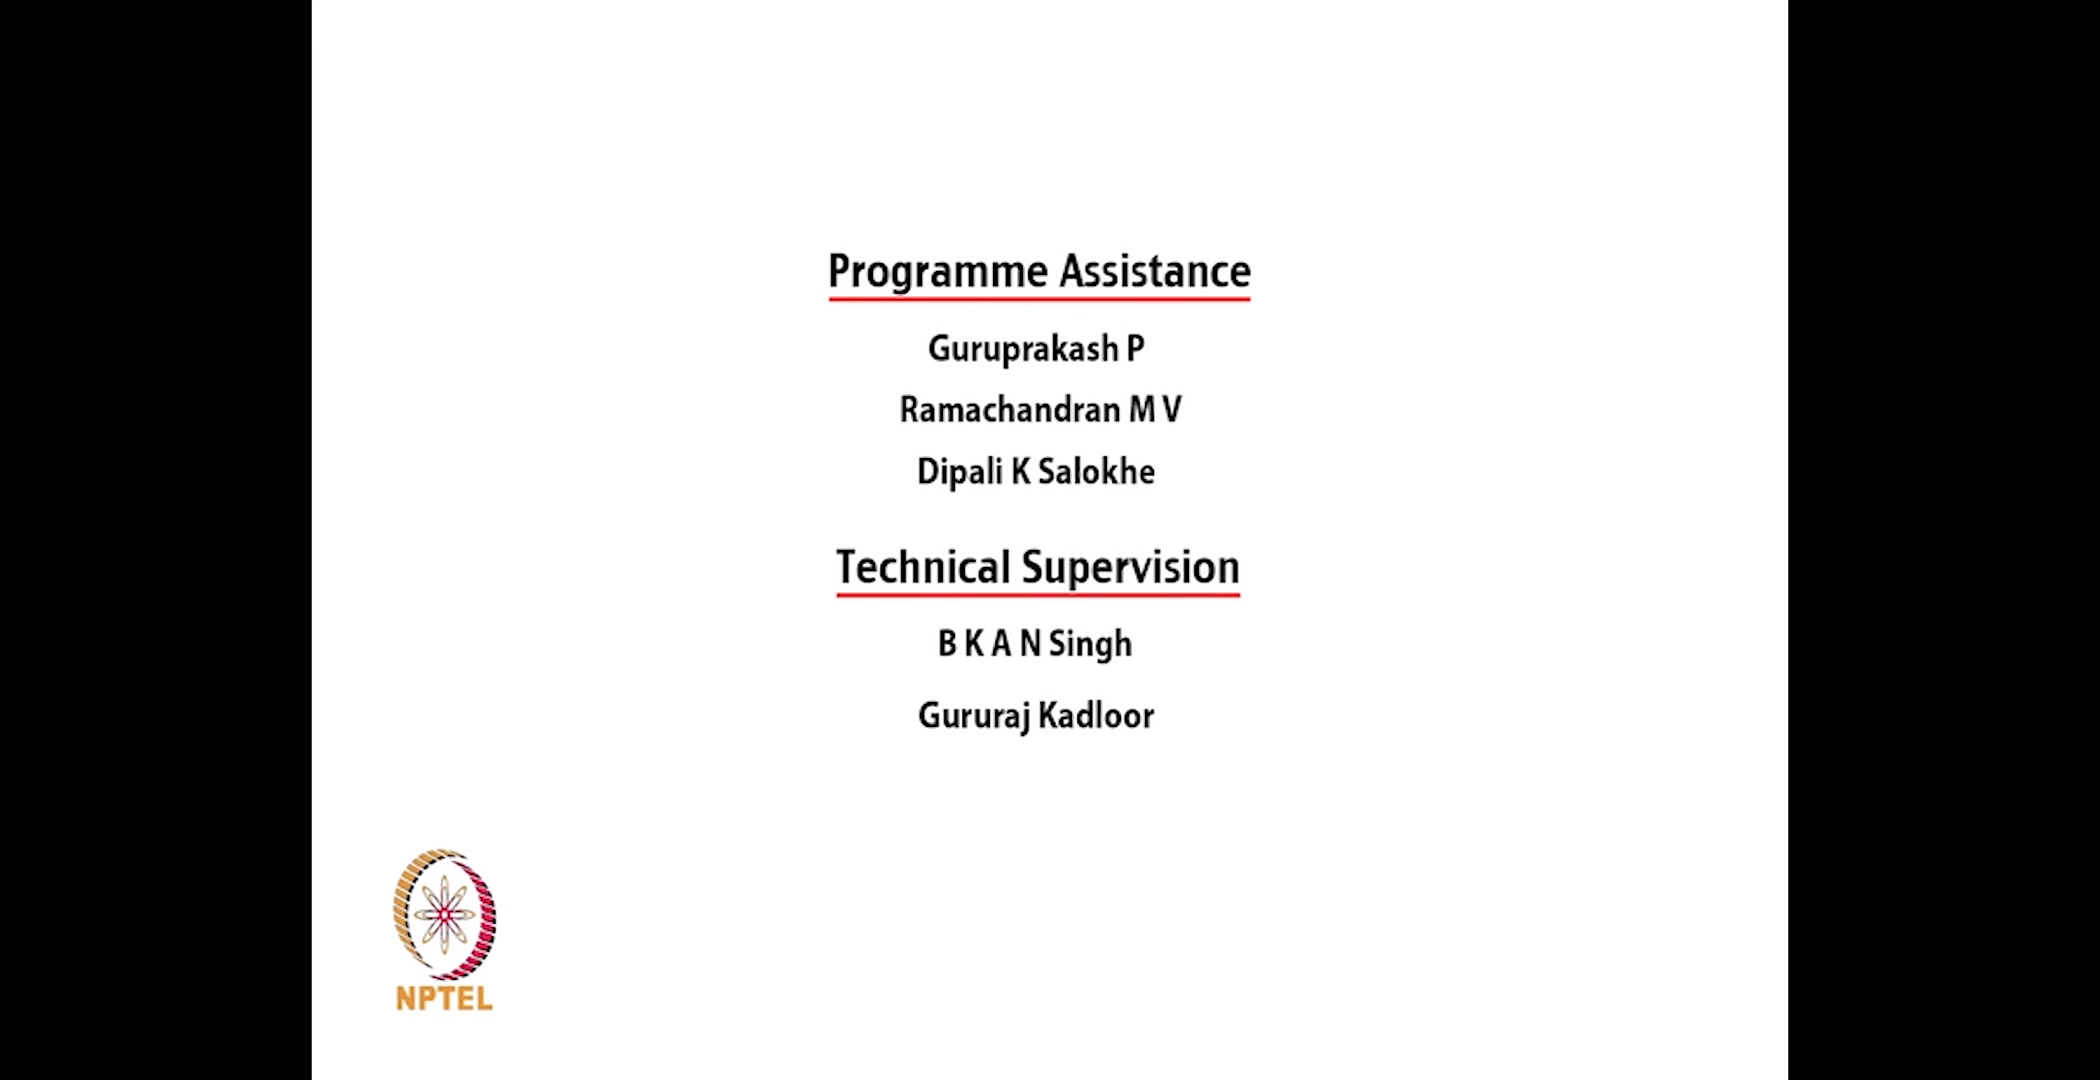 Programme Assistance
Guruprakash P
Ramachandran M V
Dipali K Salokhe
Technical Supervision
B K A N Singh
Gururaj Kadloor
NPTEL